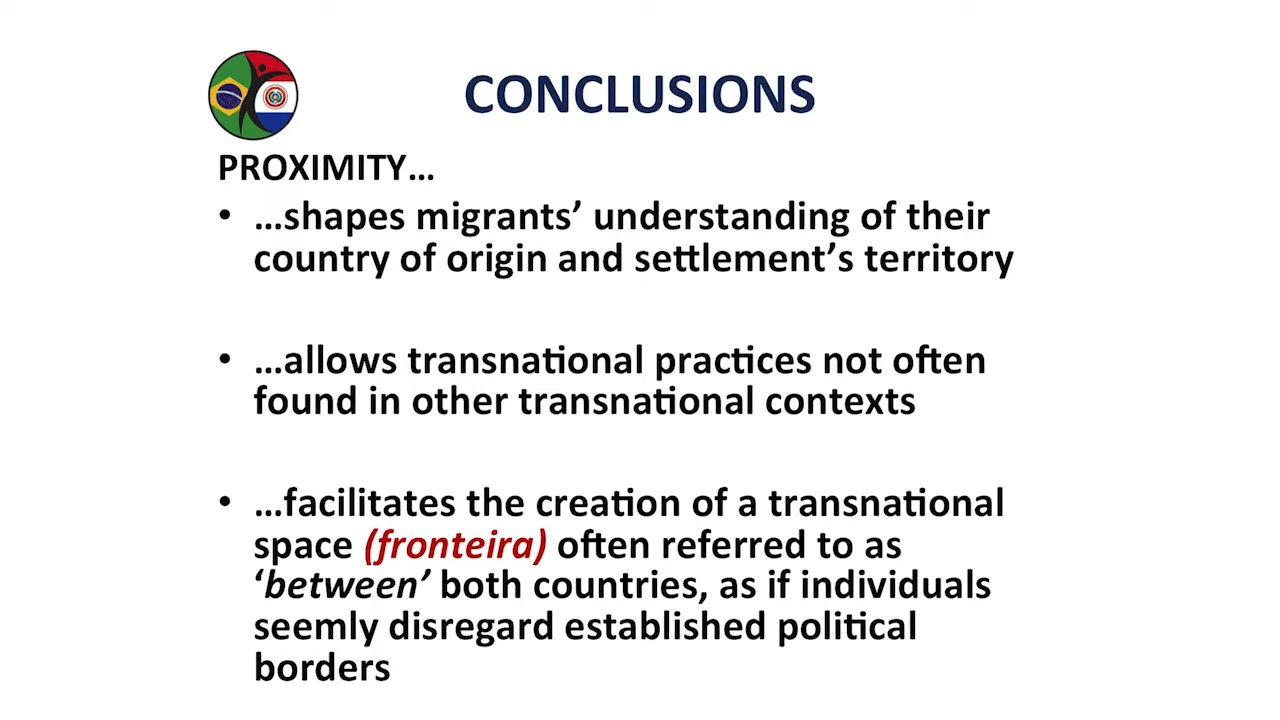 CONCLUSIONS
PROXIMITY…
• …shapes migrants’ understanding of their
country of origin and settlement’s territory
• …allows transnational practices not often
found in other transnational contexts
• …facilitates the creation of a transnational
space (fronteira) often referred to as
‘between’ both countries, as if individuals
seemly disregard established political
borders